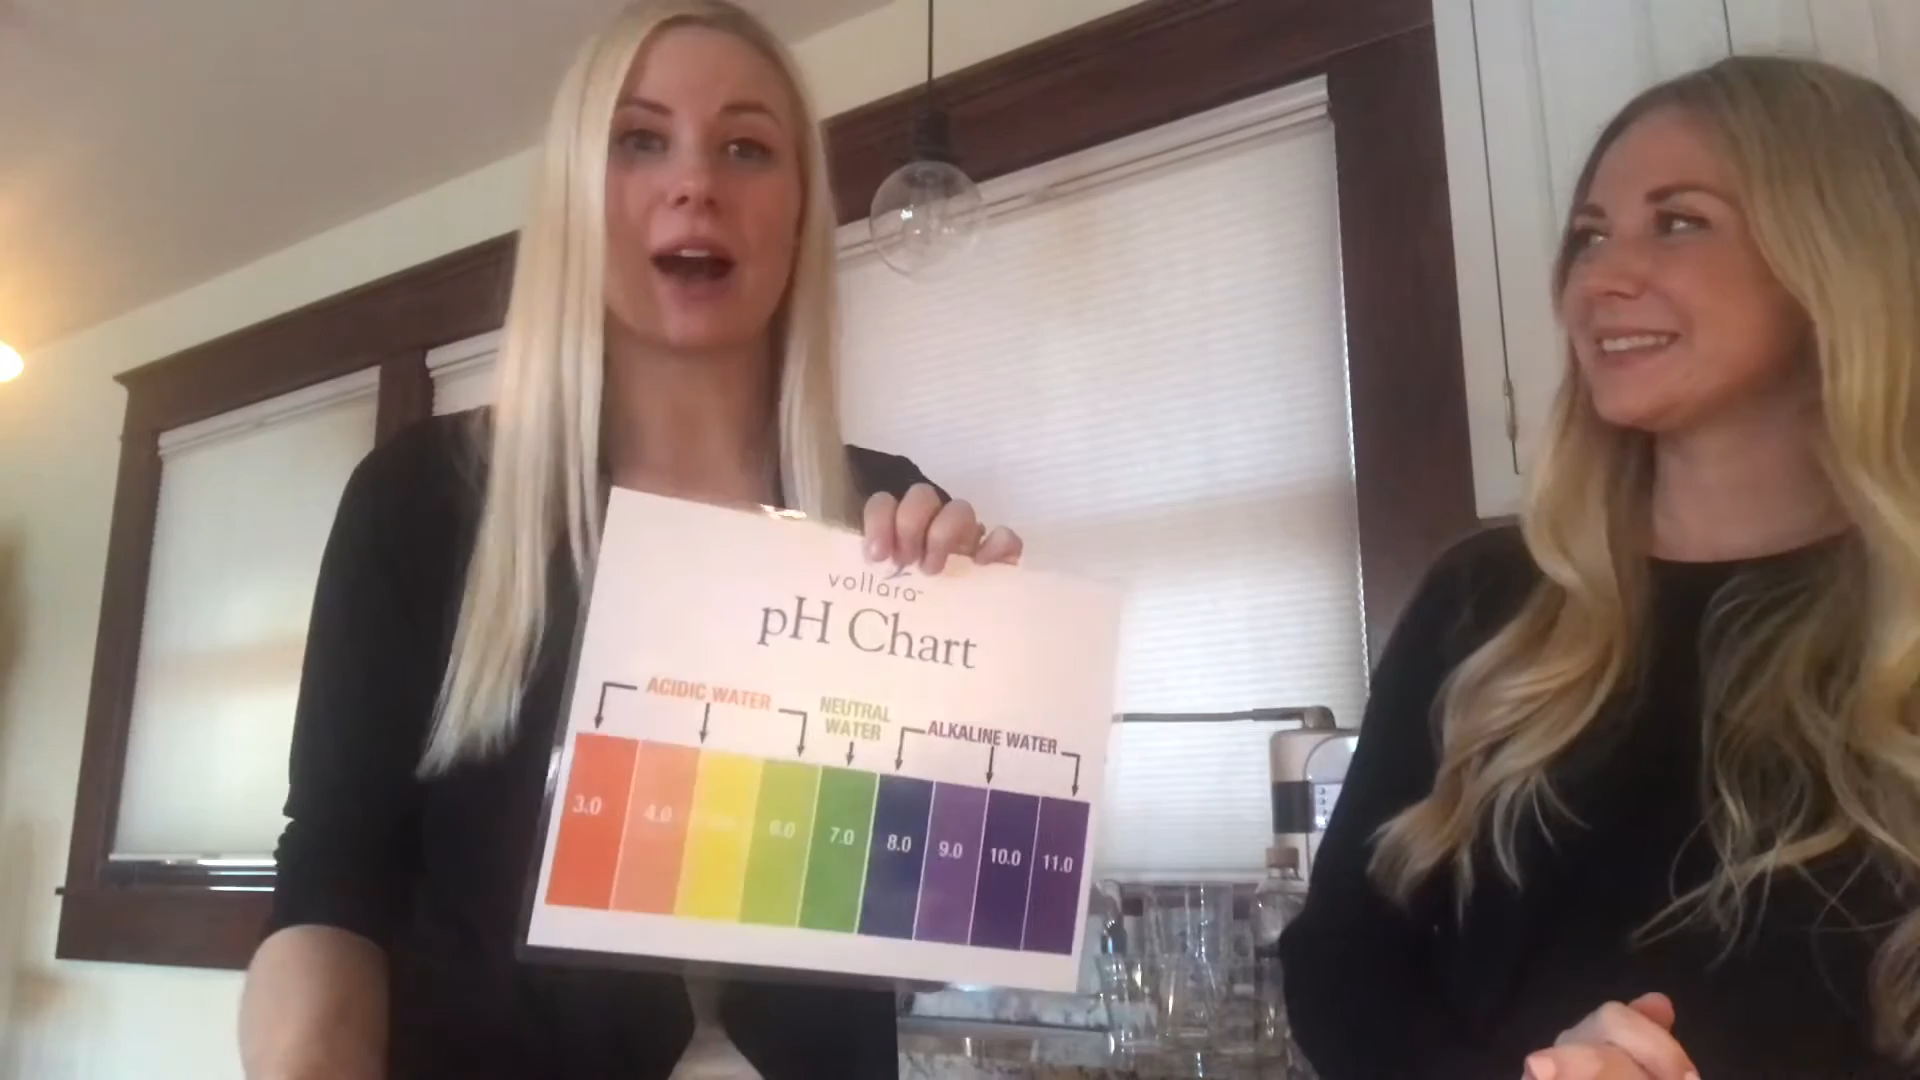 vollara™
pH Chart
ACIDIC WATER
NEUTRAL
WATER
ALKALINE WATER
3.0 4.0 6.0 7.0 8.0 9.0 10.0 11.0